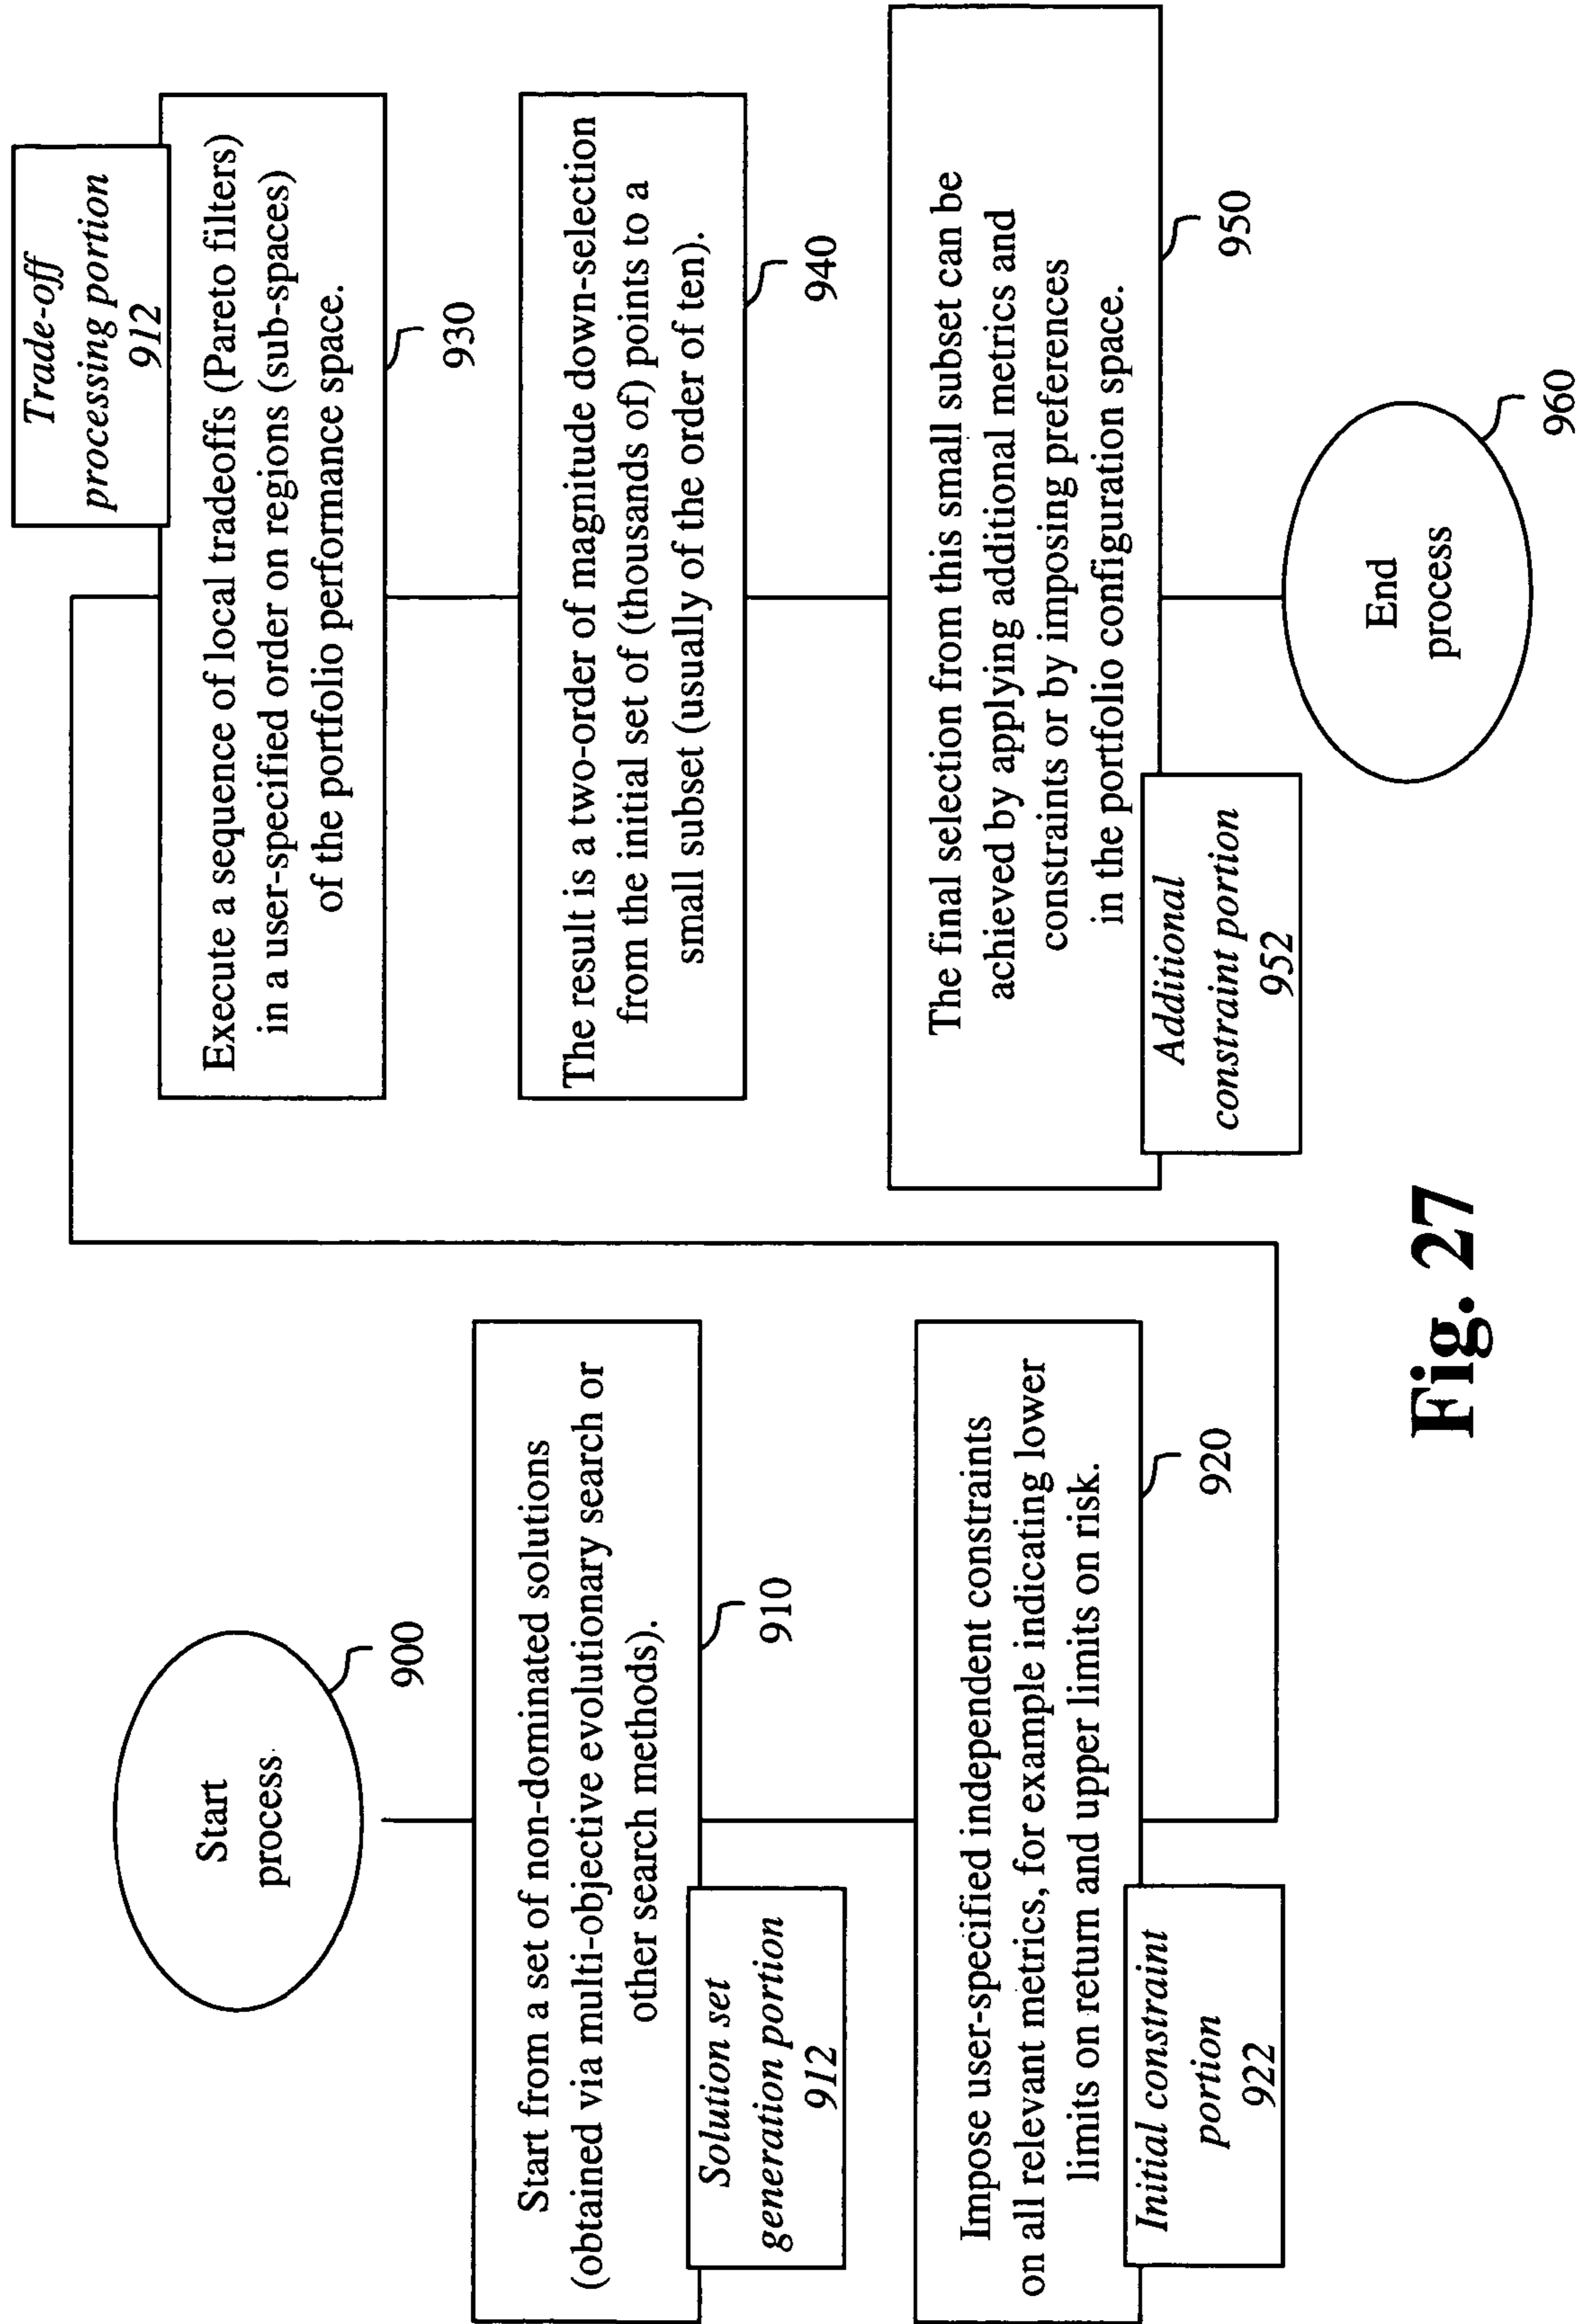 Start
process
900
Start from a set of non-dominated solutions
(obtained via multi-objective evolutionary search or
other search methods).
Solution set
generation portion
912
910
Impose user-specified independent constraints
on all relevant metrics, for example indicating lower
limits on return and upper limits on risk.
Initial constraint
portion
922
920
Trade-off
processing portion
912
Execute a sequence of local tradeoffs (Pareto filters)
in a user-specified order on regions (sub-spaces)
of the portfolio performance space.
930
The result is a two-order of magnitude down-selection
from the initial set of (thousands of) points to a
small subset (usually of the order of ten).
940
The final selection from this small subset can be
achieved by applying additional metrics and
constraints or by imposing preferences
in the portfolio configuration space.
Additional
constraint portion
952
950
End
process
960
Fig. 27